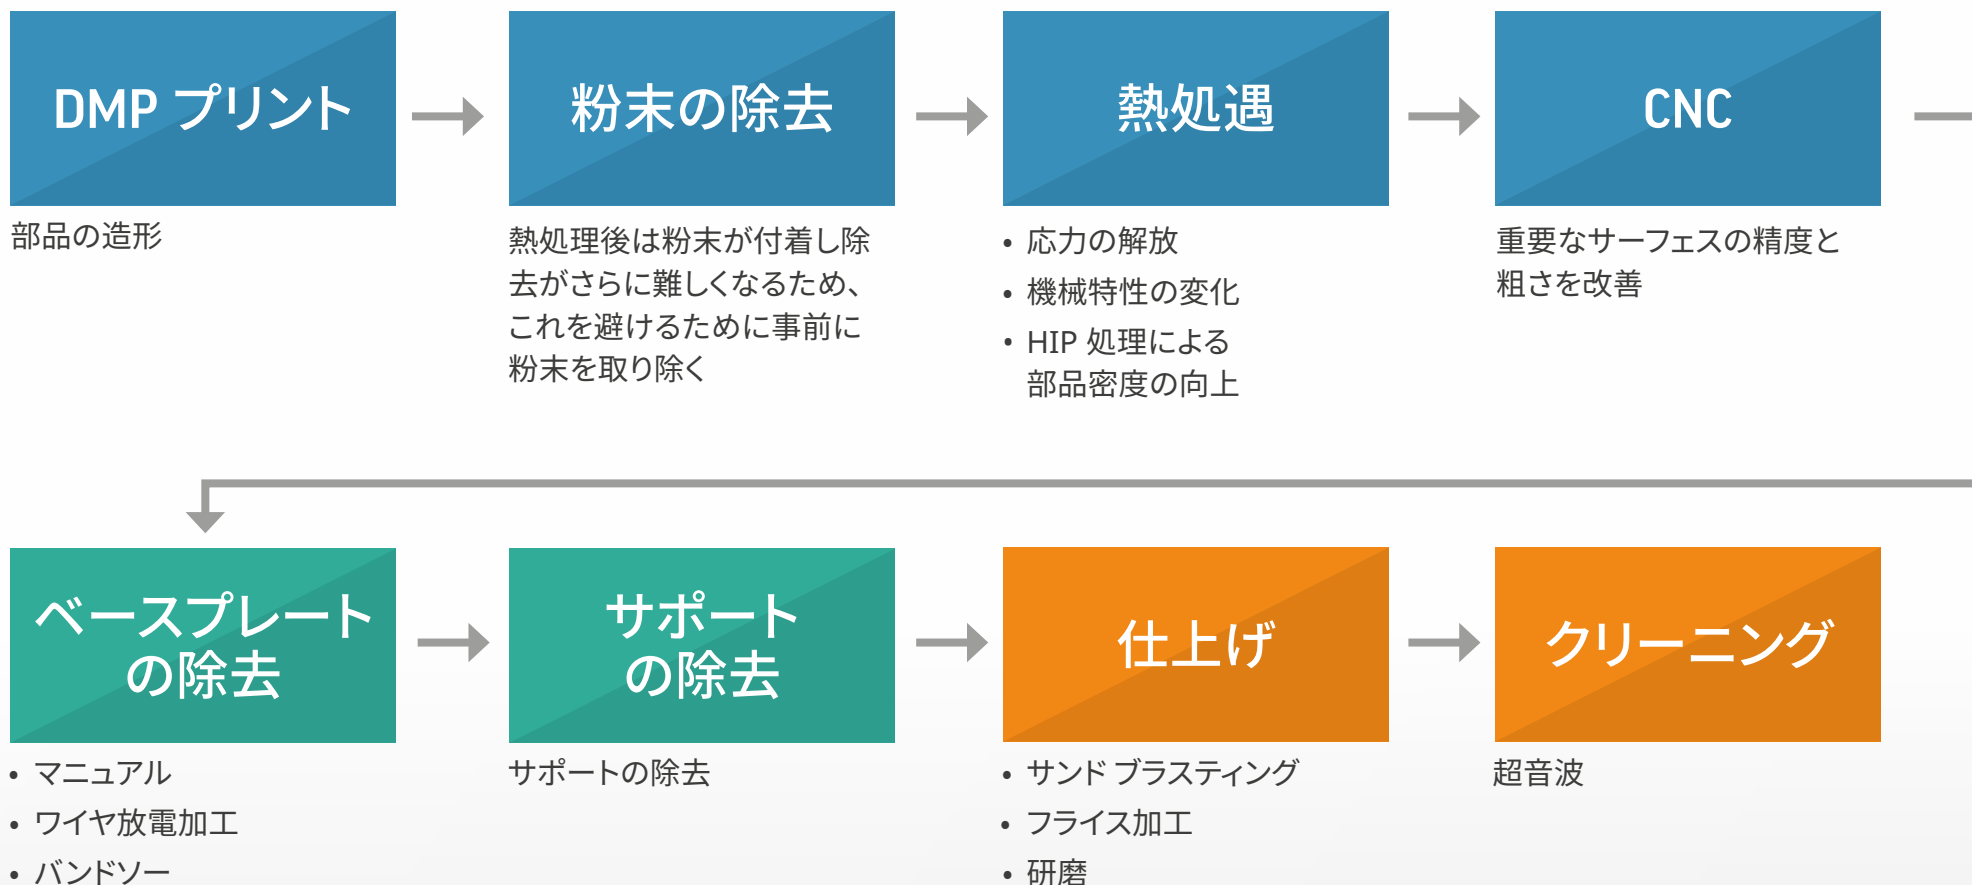 DMP プリント
粉末の除去
熱処遇
CNC
部品の造形
熱処理後は粉末が付着し除
去がさらに難しくなるため、
これを避けるために事前に
粉末を取り除く
• 応力の解放
• 機械特性の変化
• HIP 処理による
部品密度の向上
重要なサーフェスの精度と
粗さを改善
ベースプレート
の除去
サポート
の除去
仕上げ
クリーニング
• マニュアル
• ワイヤ放電加工
• バンドソー
サポートの除去
• サンド ブラスティング
• フライス加工
• 研磨
超音波